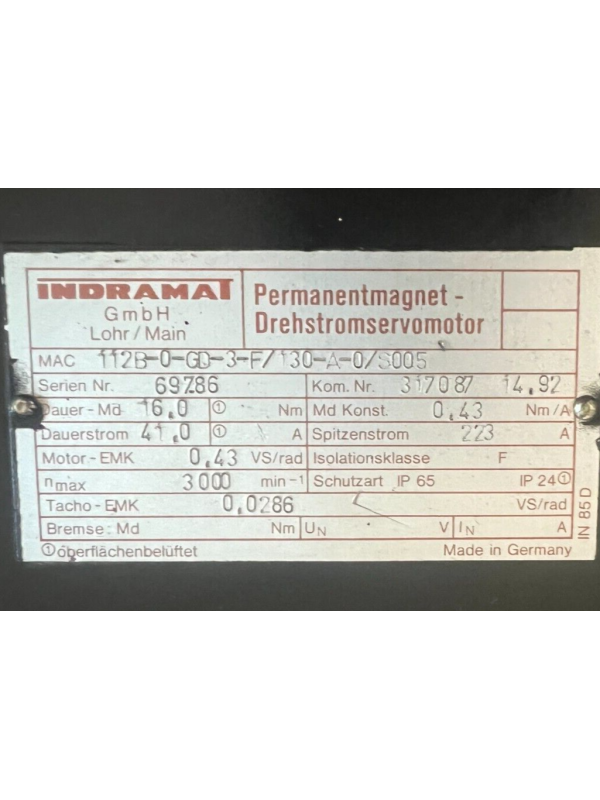 INDRAMAT
GmbH
Lohr/Main
Permanentmagnet-
Drehstromservomotor
MAC 112B-0-GD-3-F/130-A-0/S005
Serien Nr. 69786 Kom. Nr. 317087 14.92
Dauer-Md 16,0 ① Nm Md Konst. 0,43 Nm/A
Dauerstrom 41,0 ① A Spitzenstrom 223 A
Motor-EMK 0,43 VS/rad Isolationsklasse F
nmax 3000 min⁻¹ Schutzart IP 65 IP 24①
Tacho-EMK 0,0286 VS/rad
Bremse: Md Nm UN V IN A
①oberflächenbelüftet Made in Germany
IN 85D